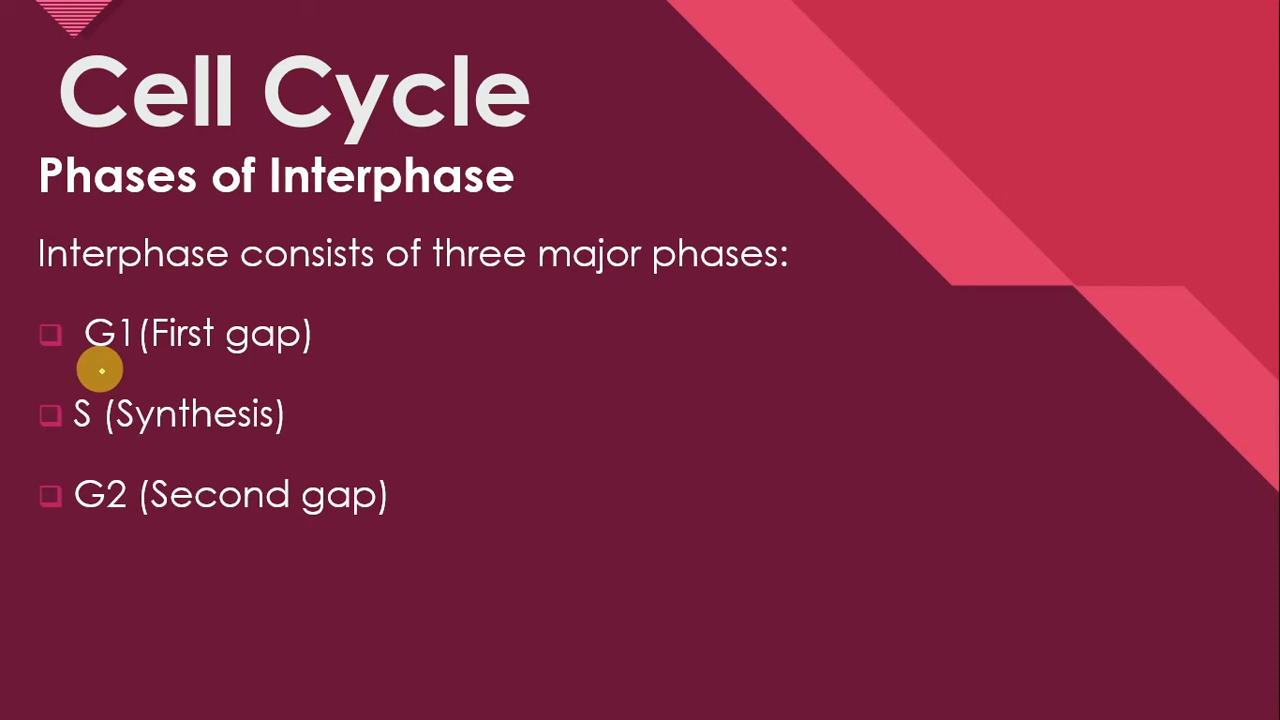 Cell Cycle
Phases of Interphase
Interphase consists of three major phases:
G1(First gap)
S (Synthesis)
G2 (Second gap)